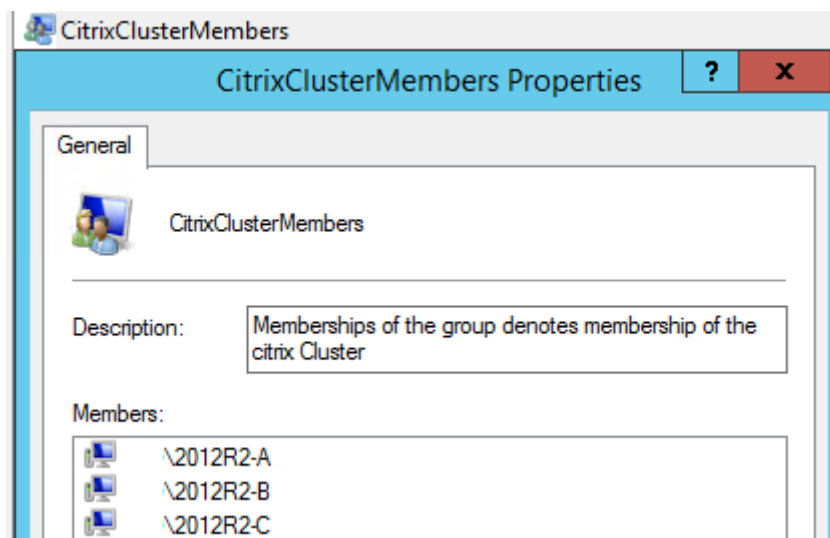 CitrixClusterMembers
CitrixClusterMembers Properties
? x
General
CitrixClusterMembers
Description:
Memberships of the group denotes membership of the
citrix Cluster
Members:
\2012R2-A
\2012R2-B
\2012R2-C